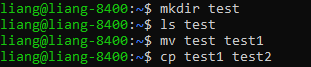 liang@liang-8400:~$ mkdir test
liang@liang-8400:~$ ls test
liang@liang-8400:~$ mv test test1
liang@liang-8400:~$ cp test1 test2